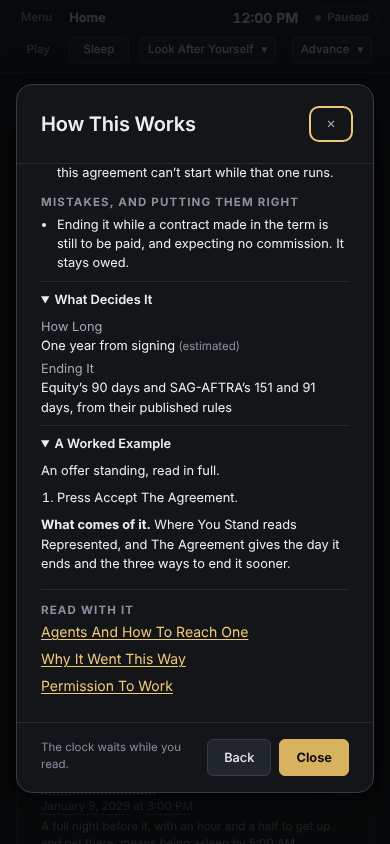 Menu Home 12:00 PM Paused
Play Sleep Look After Yourself ▾ Advance ▾
How This Works ×
this agreement can’t start while that one runs.
MISTAKES, AND PUTTING THEM RIGHT
• Ending it while a contract made in the term is
still to be paid, and expecting no commission. It
stays owed.
▼ What Decides It
How Long
One year from signing (estimated)
Ending It
Equity’s 90 days and SAG-AFTRA’s 151 and 91
days, from their published rules
▼ A Worked Example
An offer standing, read in full.
1. Press Accept The Agreement.
What comes of it. Where You Stand reads
Represented, and The Agreement gives the day it
ends and the three ways to end it sooner.
READ WITH IT
Agents And How To Reach One
Why It Went This Way
Permission To Work
The clock waits while you
read.
Back Close
January 9, 2029 at 3:00 PM
A full night before it, with an hour and a half to get up